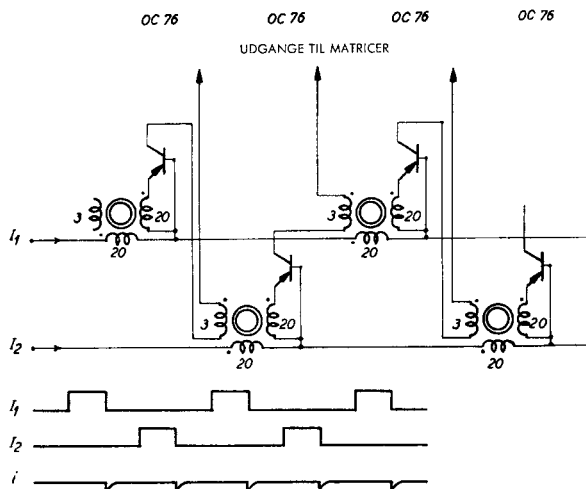 OC 76 OC 76 OC 76 OC 76
UDGANGE TIL MATRICER
3 20 3 20
I1
20 20
3 20 3 20
I2
20 20
I1
I2
i